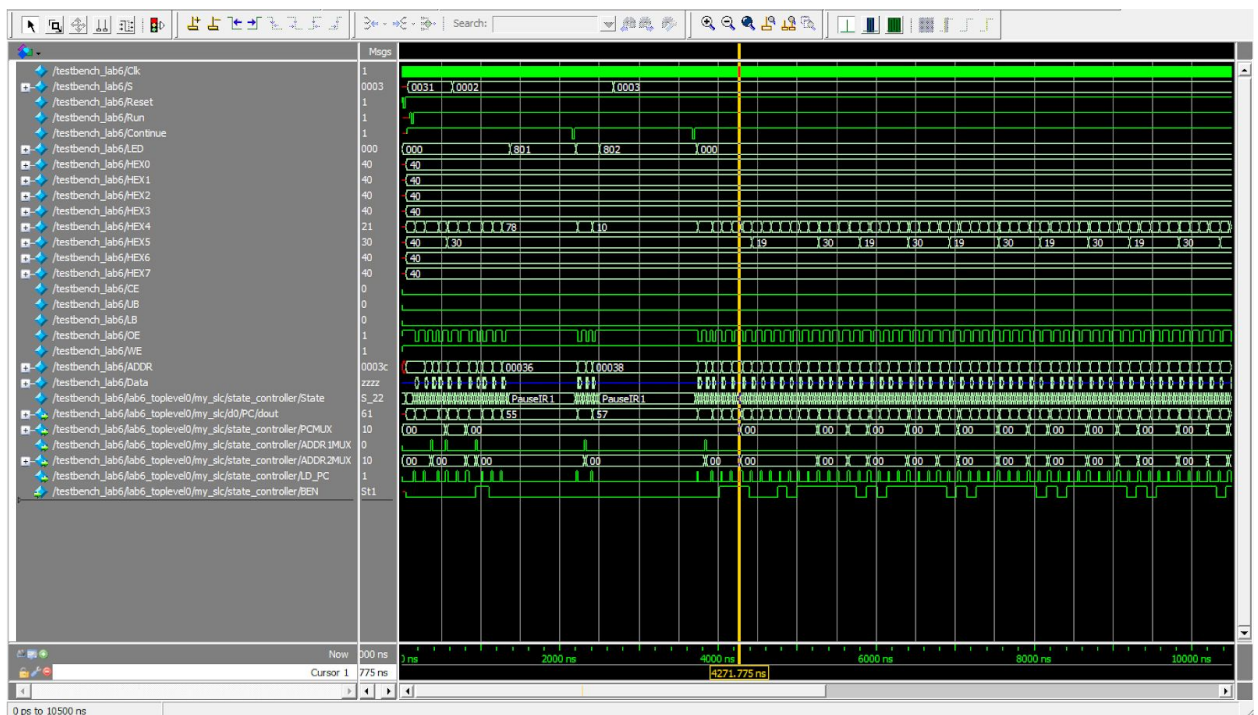 Search:
Msgs
/testbench_lab6/Clk 1
/testbench_lab6/S 0003 0031 0002 0003
/testbench_lab6/Reset 1
/testbench_lab6/Run 1
/testbench_lab6/Continue 1
/testbench_lab6/LED 000 000 801 802 000
/testbench_lab6/HEX0 40 40
/testbench_lab6/HEX1 40 40
/testbench_lab6/HEX2 40 40
/testbench_lab6/HEX3 40 40
/testbench_lab6/HEX4 21 78 10
/testbench_lab6/HEX5 30 40 30 19 30 19 30 19 30 19 30 19 30
/testbench_lab6/HEX6 40 40
/testbench_lab6/HEX7 40 40
/testbench_lab6/CE 0
/testbench_lab6/UB 0
/testbench_lab6/LB 0
/testbench_lab6/OE 1
/testbench_lab6/WE 1
/testbench_lab6/ADDR 0003c 00036 00038
/testbench_lab6/Data zzzz
/testbench_lab6/lab6_toplevel0/my_slc/state_controller/State S_22 PauseIR1 PauseIR1
/testbench_lab6/lab6_toplevel0/my_slc/d0/PC/dout 61 55 57
/testbench_lab6/lab6_toplevel0/my_slc/state_controller/PCMUX 10 00 00 00 00 00 00 00 00 00 00 00 00
/testbench_lab6/lab6_toplevel0/my_slc/state_controller/ADDR1MUX 0
/testbench_lab6/lab6_toplevel0/my_slc/state_controller/ADDR2MUX 10 00 00 00 00 00 00 00 00 00 00 00 00 00 00 00
/testbench_lab6/lab6_toplevel0/my_slc/state_controller/LD_PC 1
/testbench_lab6/lab6_toplevel0/my_slc/state_controller/BEN St1
Now 000 ns ns 2000 ns 4000 ns 6000 ns 8000 ns 10000 ns
Cursor 1 775 ns 4271.775 ns
0 ps to 10500 ns